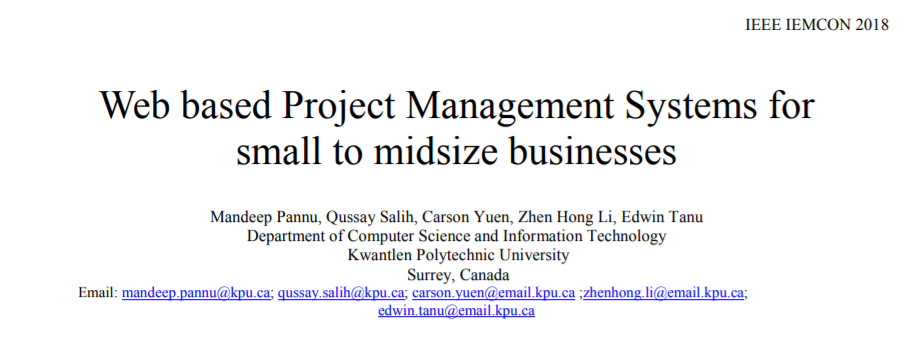 IEEE IEMCON 2018
Web based Project Management Systems for
small to midsize businesses
Mandeep Pannu, Qussay Salih, Carson Yuen, Zhen Hong Li, Edwin Tanu
Department of Computer Science and Information Technology
Kwantlen Polytechnic University
Surrey, Canada
Email: mandeep.pannu@kpu.ca; qussay.salih@kpu.ca; carson.yuen@email.kpu.ca ;zhenhong.li@email.kpu.ca;
edwin.tanu@email.kpu.ca